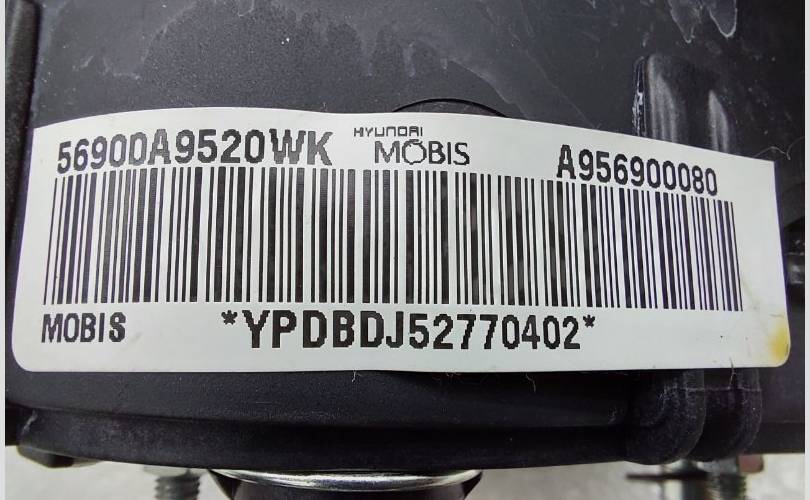 56900A9520WK HYUNDAI MOBIS A956900080
MOBIS *YPDBDJ52770402*